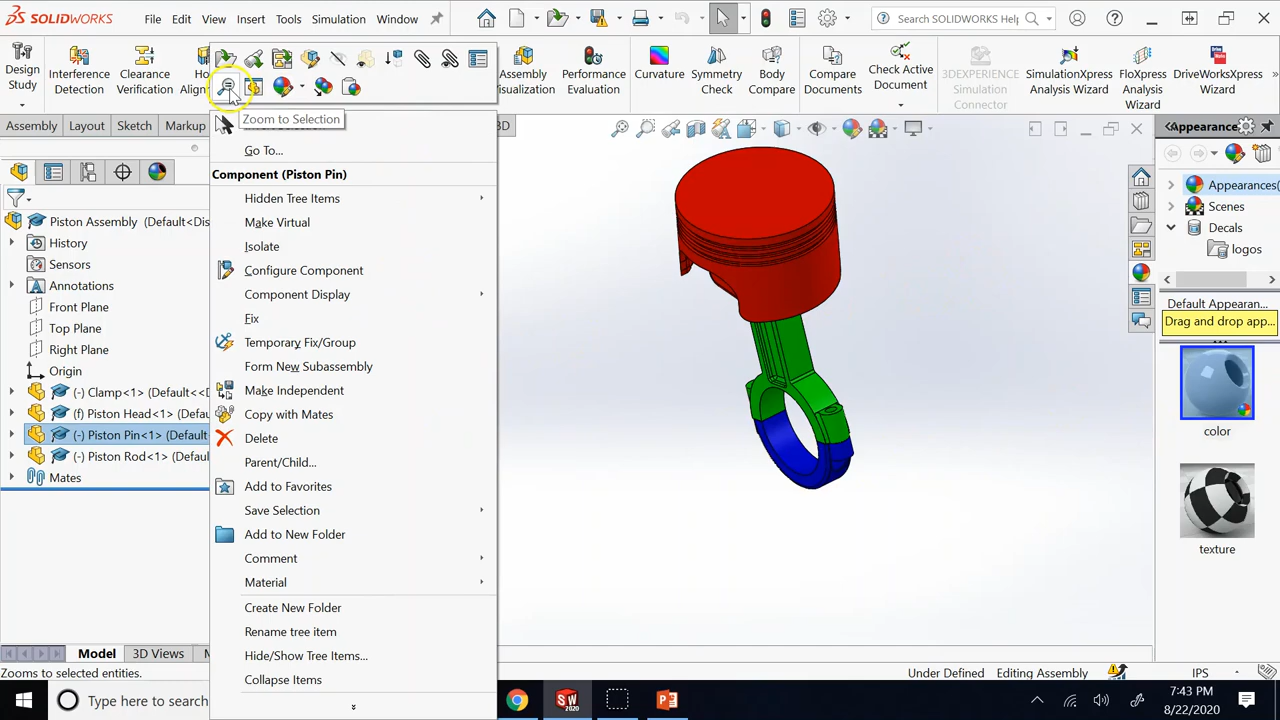 SOLIDWORKS
File Edit View Insert Tools Simulation Window
Search SOLIDWORKS Help
Design Study
Interference Detection
Clearance Verification
Assembly Visualization
Performance Evaluation
Curvature
Symmetry Check
Body Compare
Compare Documents
Check Active Document
3DEXPERIENCE Simulation Connector
SimulationXpress Analysis Wizard
FloXpress Analysis Wizard
DriveWorksXpress Wizard
Assembly Layout Sketch Markup
Appearance
Zoom to Selection
Go To...
Component (Piston Pin)
Hidden Tree Items
Make Virtual
Isolate
Configure Component
Component Display
Fix
Temporary Fix/Group
Form New Subassembly
Make Independent
Copy with Mates
Delete
Parent/Child...
Add to Favorites
Save Selection
Add to New Folder
Comment
Material
Create New Folder
Rename tree item
Hide/Show Tree Items...
Collapse Items
Piston Assembly (Default<Dis
History
Sensors
Annotations
Front Plane
Top Plane
Right Plane
Origin
(-) Clamp<1> (Default<<D
(f) Piston Head<1> (Defau
(-) Piston Pin<1> (Default
(-) Piston Rod<1> (Defau
Mates
Appearances(
Scenes
Decals
logos
Default Appearan...
Drag and drop app...
color
texture
Model 3D Views
Zooms to selected entities.
Under Defined Editing Assembly IPS
Type here to search
7:43 PM
8/22/2020